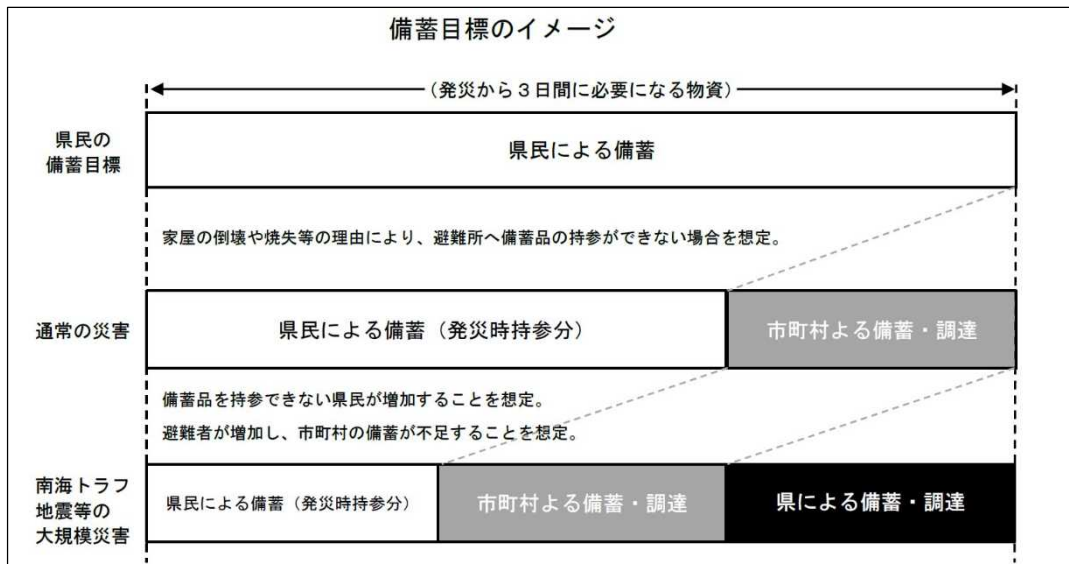 備蓄目標のイメージ
(発災から3日間に必要になる物資)
県民の
備蓄目標
県民による備蓄
家屋の倒壊や焼失等の理由により、避難所へ備蓄品の持参ができない場合を想定。
通常の災害
県民による備蓄(発災時持参分)
市町村よる備蓄・調達
備蓄品を持参できない県民が増加することを想定。
避難者が増加し、市町村の備蓄が不足することを想定。
南海トラフ
地震等の
大規模災害
県民による備蓄(発災時持参分)
市町村よる備蓄・調達
県による備蓄・調達